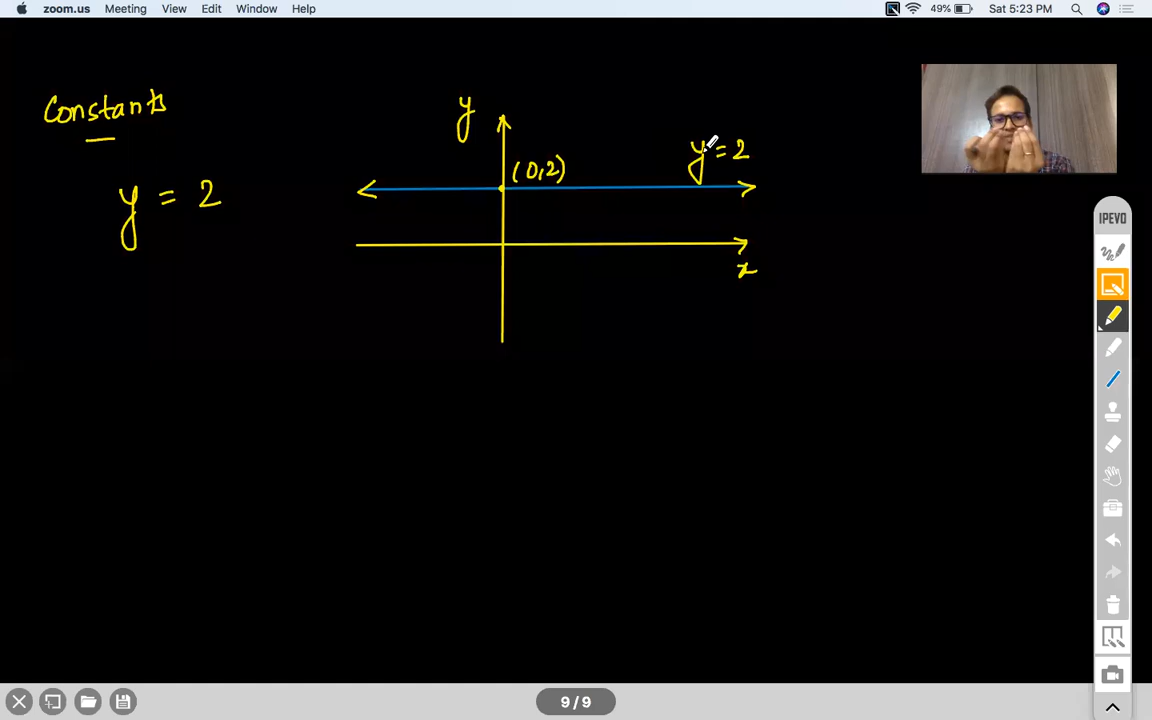 zoom.us Meeting View Edit Window Help 49% Sat 5:23 PM
Constants
y
y = 2
(0,2)
y = 2
x
IPEVO
9 / 9